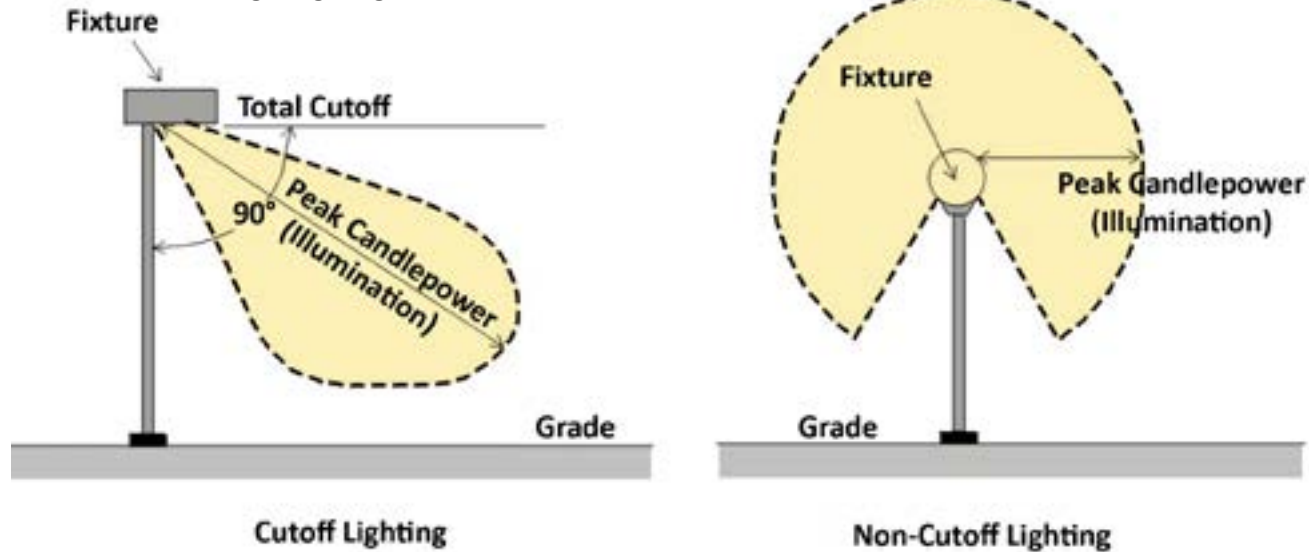 Fixture
Total Cutoff
90°
Peak Candlepower
(Illumination)
Grade
Cutoff Lighting
Fixture
Peak Candlepower
(Illumination)
Grade
Non-Cutoff Lighting